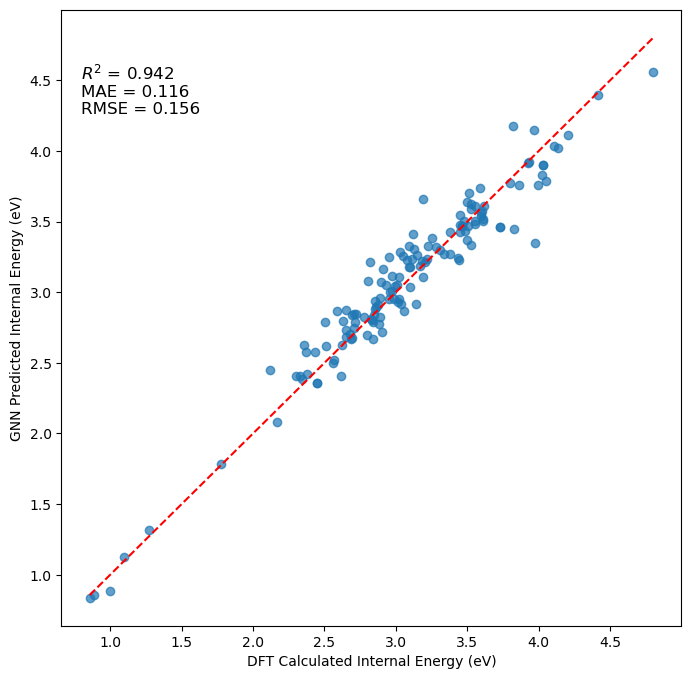 R² = 0.942
MAE = 0.116
RMSE = 0.156
4.5
4.0
3.5
3.0
2.5
2.0
1.5
1.0
GNN Predicted Internal Energy (eV)
1.0 1.5 2.0 2.5 3.0 3.5 4.0 4.5
DFT Calculated Internal Energy (eV)